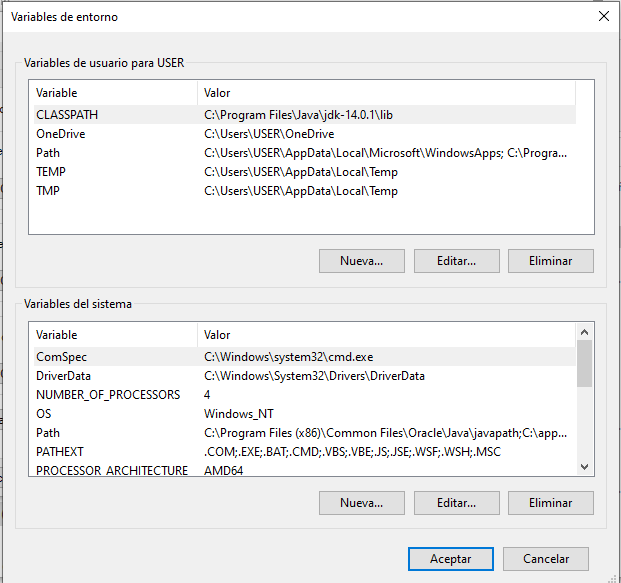 Variables de entorno
Variables de usuario para USER
Variable Valor
CLASSPATH C:\Program Files\Java\jdk-14.0.1\lib
OneDrive C:\Users\USER\OneDrive
Path C:\Users\USER\AppData\Local\Microsoft\WindowsApps; C:\Progra...
TEMP C:\Users\USER\AppData\Local\Temp
TMP C:\Users\USER\AppData\Local\Temp
Nueva... Editar... Eliminar
Variables del sistema
Variable Valor
ComSpec C:\Windows\system32\cmd.exe
DriverData C:\Windows\System32\Drivers\DriverData
NUMBER_OF_PROCESSORS 4
OS Windows_NT
Path C:\Program Files (x86)\Common Files\Oracle\Java\javapath;C:\app...
PATHEXT .COM;.EXE;.BAT;.CMD;.VBS;.VBE;.JS;.JSE;.WSF;.WSH;.MSC
PROCESSOR_ARCHITECTURE AMD64
Nueva... Editar... Eliminar
Aceptar Cancelar